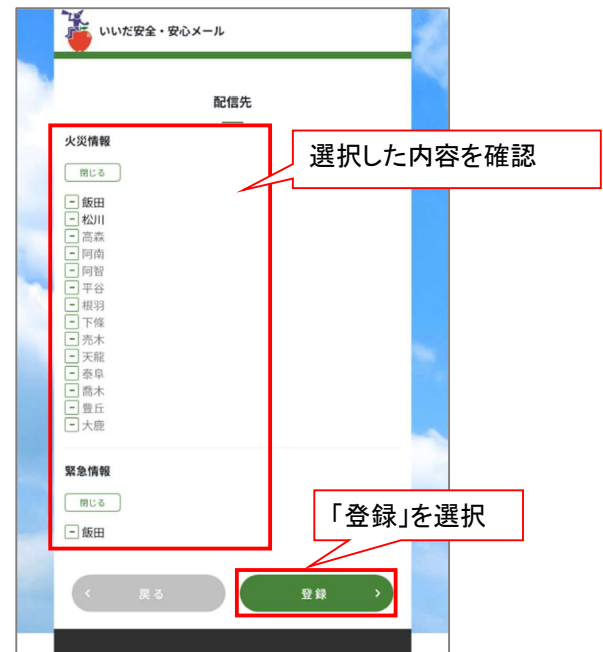 いいだ安全・安心メール
配信先
火災情報
選択した内容を確認
閉じる
飯田
松川
高森
阿南
阿智
平谷
根羽
下條
売木
天龍
泰阜
喬木
豊丘
大鹿
緊急情報
閉じる
「登録」を選択
飯田
戻る
登録